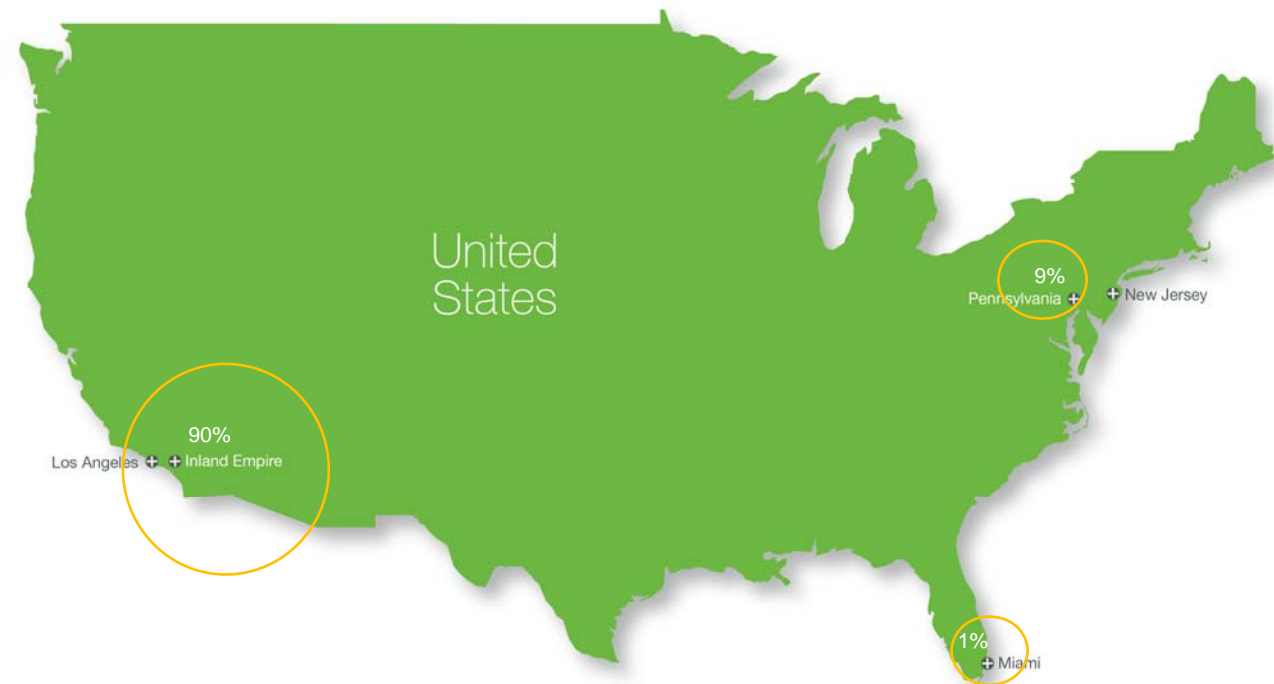 United
States
9%
Pennsylvania
New Jersey
90%
Los Angeles
Inland Empire
1%
Miami